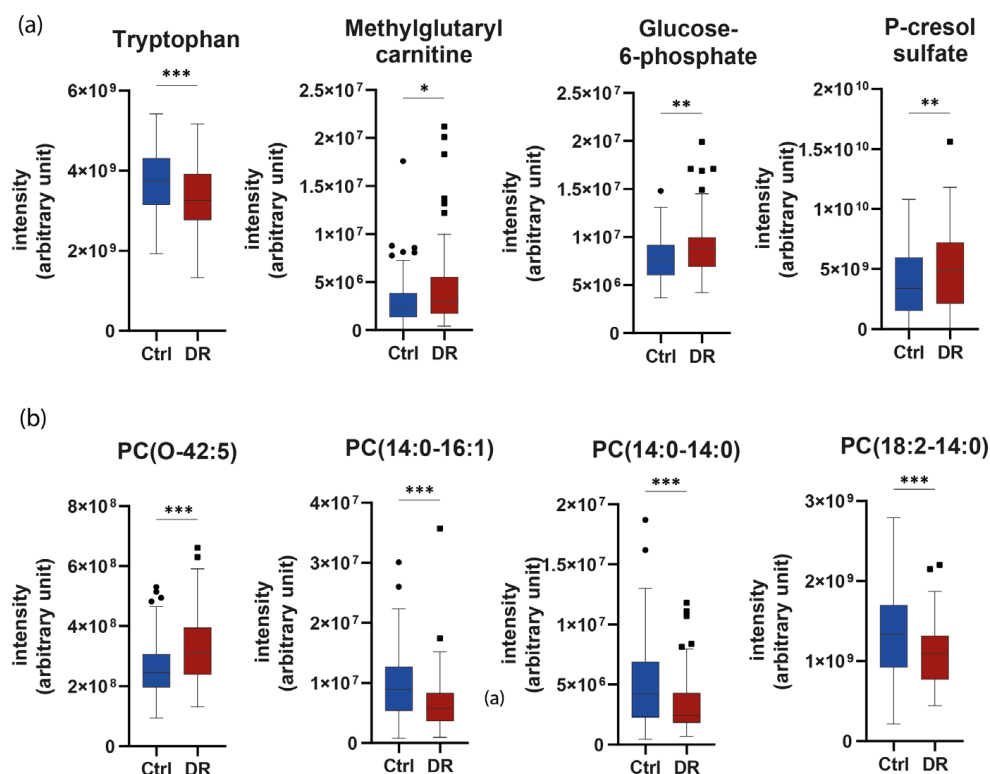 (a)
Tryptophan
***
6×10⁹
4×10⁹
2×10⁹
0
intensity
(arbitrary unit)
Ctrl DR
Methylglutaryl
carnitine
*
2.5×10⁷
2×10⁷
1.5×10⁷
1×10⁷
5×10⁶
0
intensity
(arbitrary unit)
Ctrl DR
Glucose-
6-phosphate
**
2.5×10⁷
2×10⁷
1.5×10⁷
1×10⁷
5×10⁶
0
intensity
(arbitrary unit)
Ctrl DR
P-cresol
sulfate
**
2×10¹⁰
1.5×10¹⁰
1×10¹⁰
5×10⁹
0
intensity
(arbitrary unit)
Ctrl DR
(b)
PC(O-42:5)
***
8×10⁸
6×10⁸
4×10⁸
2×10⁸
0
intensity
(arbitrary unit)
Ctrl DR
PC(14:0-16:1)
***
4×10⁷
3×10⁷
2×10⁷
1×10⁷
0
intensity
(arbitrary unit)
Ctrl DR
(a)
PC(14:0-14:0)
***
2×10⁷
1.5×10⁷
1×10⁷
5×10⁶
0
intensity
(arbitrary unit)
Ctrl DR
PC(18:2-14:0)
***
3×10⁹
2×10⁹
1×10⁹
0
intensity
(arbitrary unit)
Ctrl DR